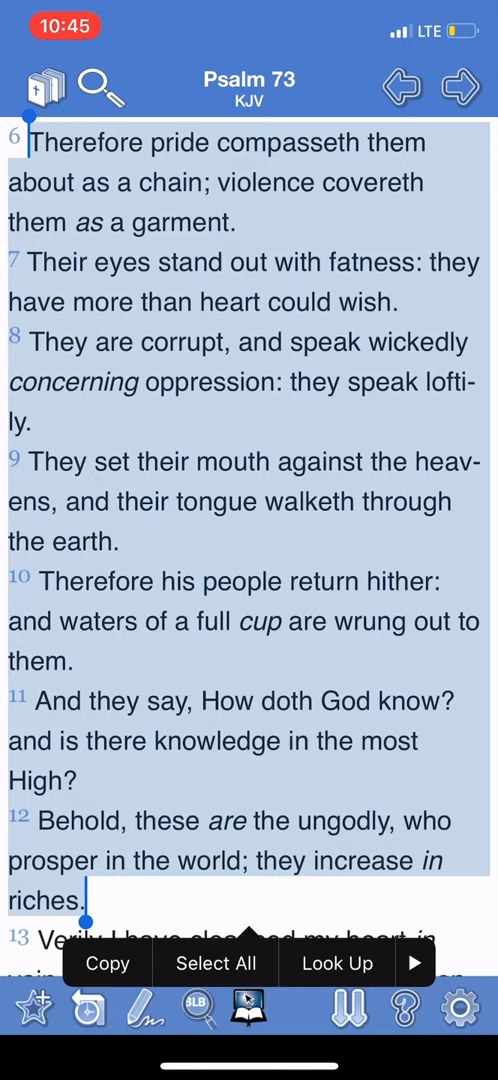 10:45
LTE
Psalm 73
KJV
6 Therefore pride compasseth them
about as a chain; violence covereth
them as a garment.
7 Their eyes stand out with fatness: they
have more than heart could wish.
8 They are corrupt, and speak wickedly
concerning oppression: they speak lofti-
ly.
9 They set their mouth against the heav-
ens, and their tongue walketh through
the earth.
10 Therefore his people return hither:
and waters of a full cup are wrung out to
them.
11 And they say, How doth God know?
and is there knowledge in the most
High?
12 Behold, these are the ungodly, who
prosper in the world; they increase in
riches.
13 Verily I have cleansed my heart in
Copy Select All Look Up
BLB